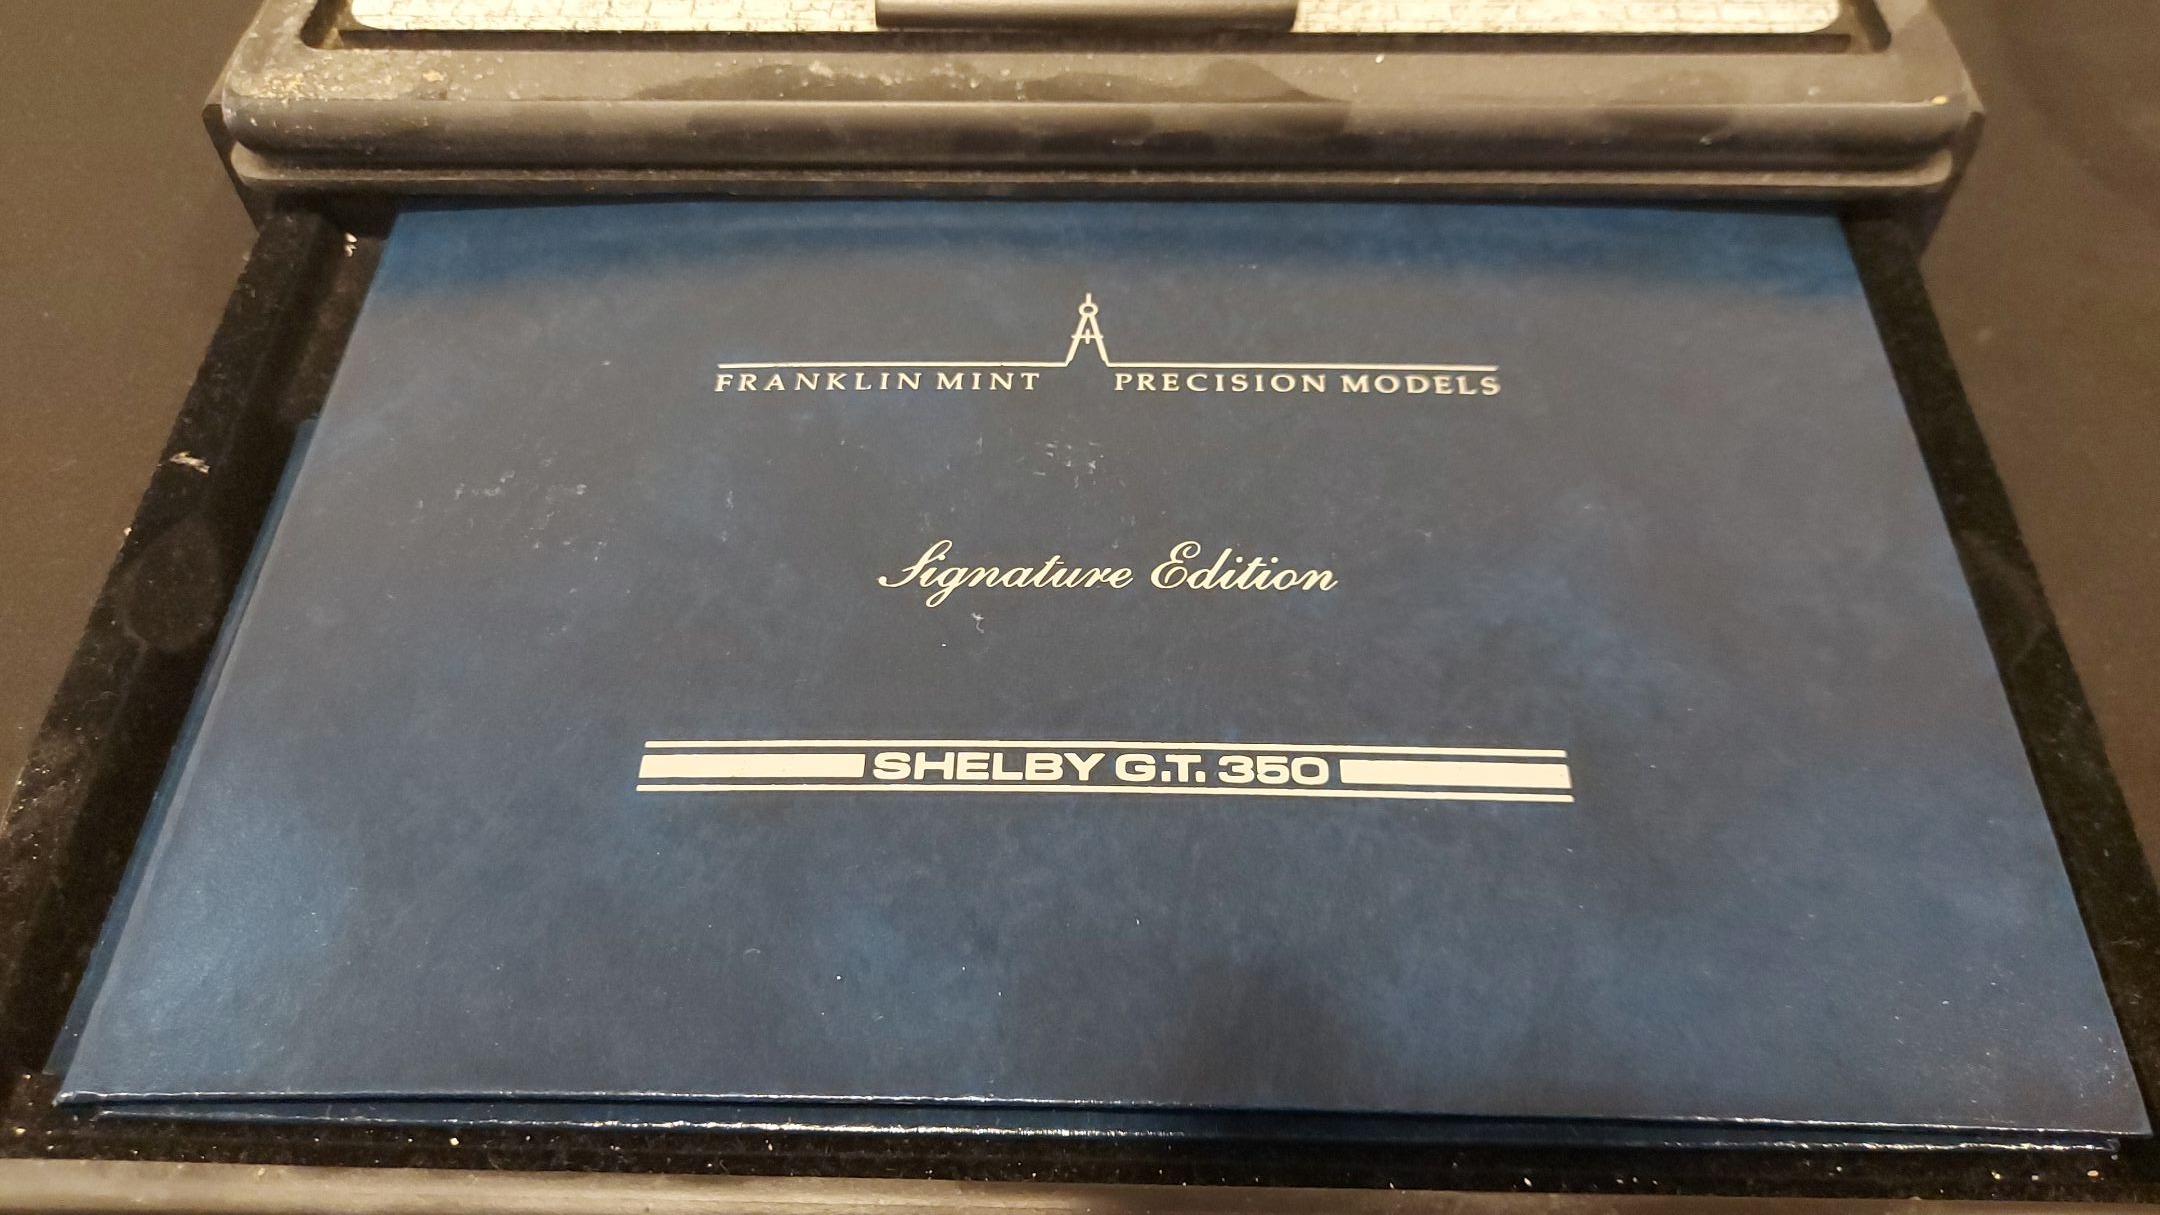 FRANKLIN MINT PRECISION MODELS
Signature Edition
SHELBY G.T. 350